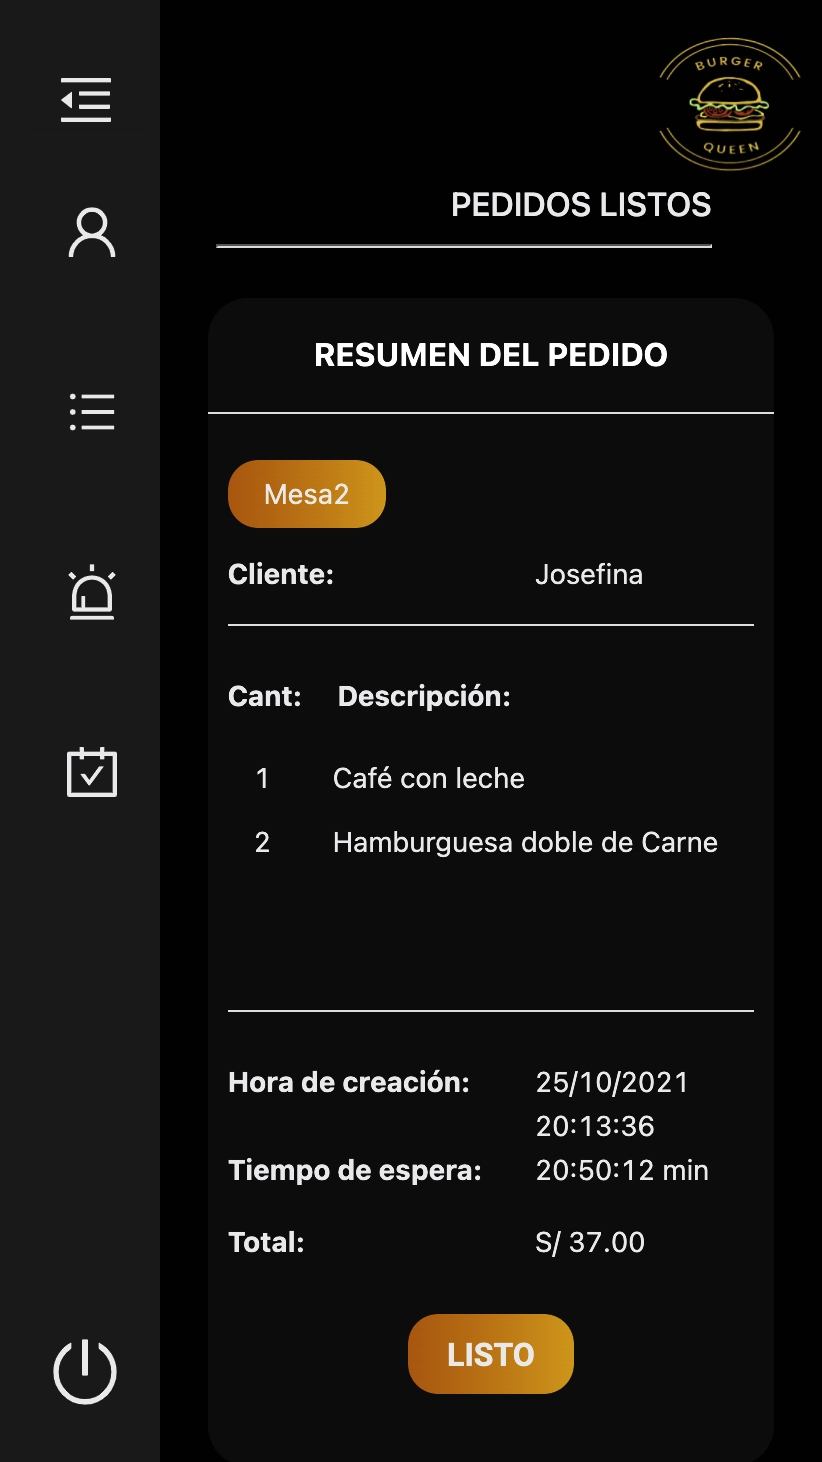 BURGER
QUEEN
PEDIDOS LISTOS
RESUMEN DEL PEDIDO
Mesa2
Cliente: Josefina
Cant: Descripción:
1 Café con leche
2 Hamburguesa doble de Carne
Hora de creación: 25/10/2021
20:13:36
Tiempo de espera: 20:50:12 min
Total: S/ 37.00
LISTO